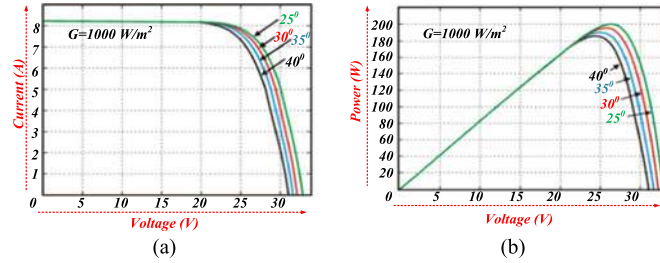 G=1000 W/m²
25⁰
30⁰
35⁰
40⁰
Current (A)
8
7
6
5
4
3
2
1
0 5 10 15 20 25 30
Voltage (V)
(a)
G=1000 W/m²
40⁰
35⁰
30⁰
25⁰
Power (W)
200
180
160
140
120
100
80
60
40
20
0 5 10 15 20 25 30
Voltage (V)
(b)